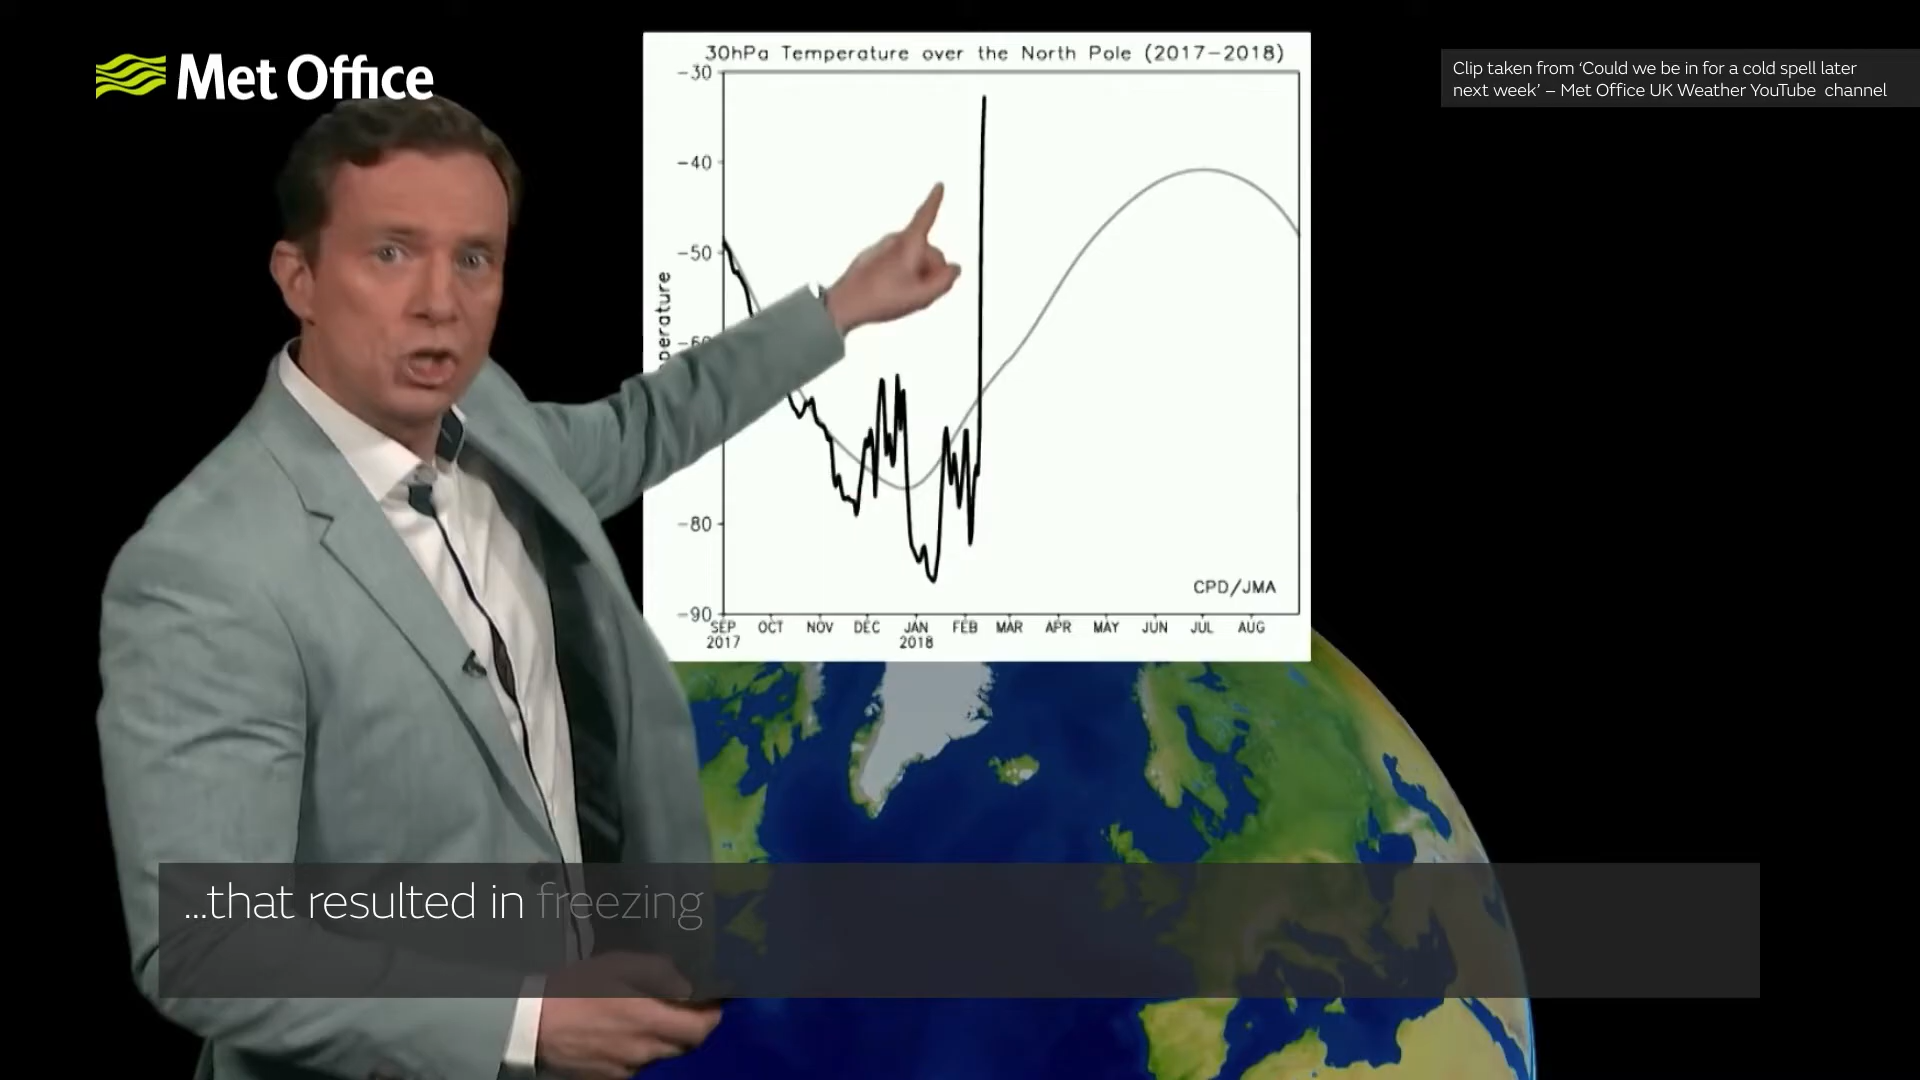 Met Office
Clip taken from ‘Could we be in for a cold spell later
next week’ – Met Office UK Weather YouTube channel
30hPa Temperature over the North Pole (2017-2018)
-30
-40
-50
-80
-90
SEP OCT NOV DEC JAN FEB MAR APR MAY JUN JUL AUG
2017 2018
CPD/JMA
...that resulted in freezing